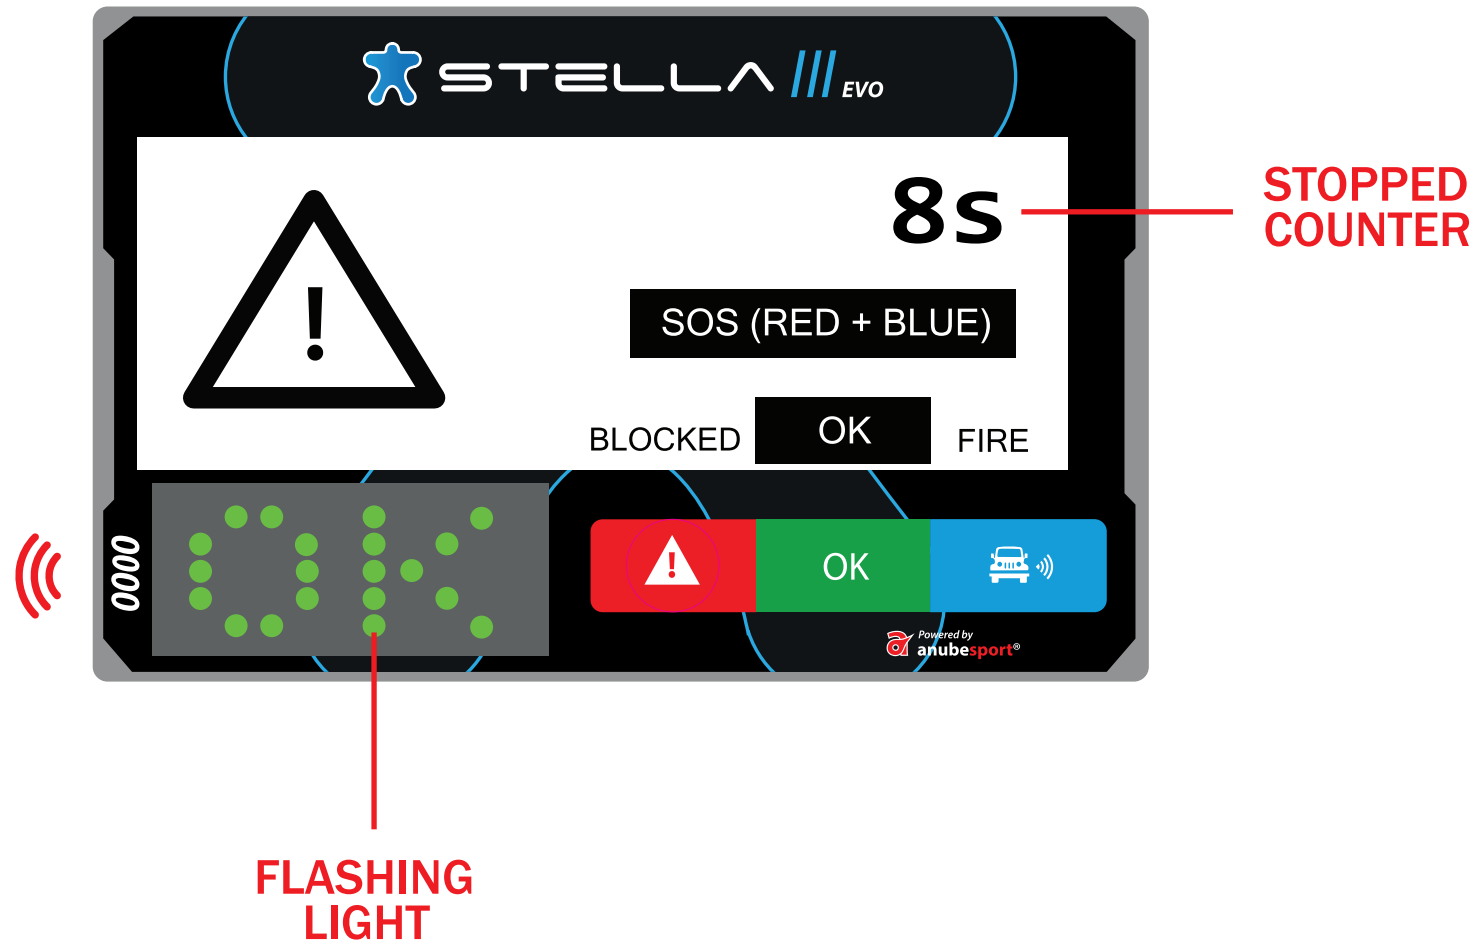 STELLA /// EVO
8s
STOPPED
COUNTER
!
SOS (RED + BLUE)
BLOCKED OK FIRE
0000
OK
! OK
Powered by
anubesport®
FLASHING
LIGHT